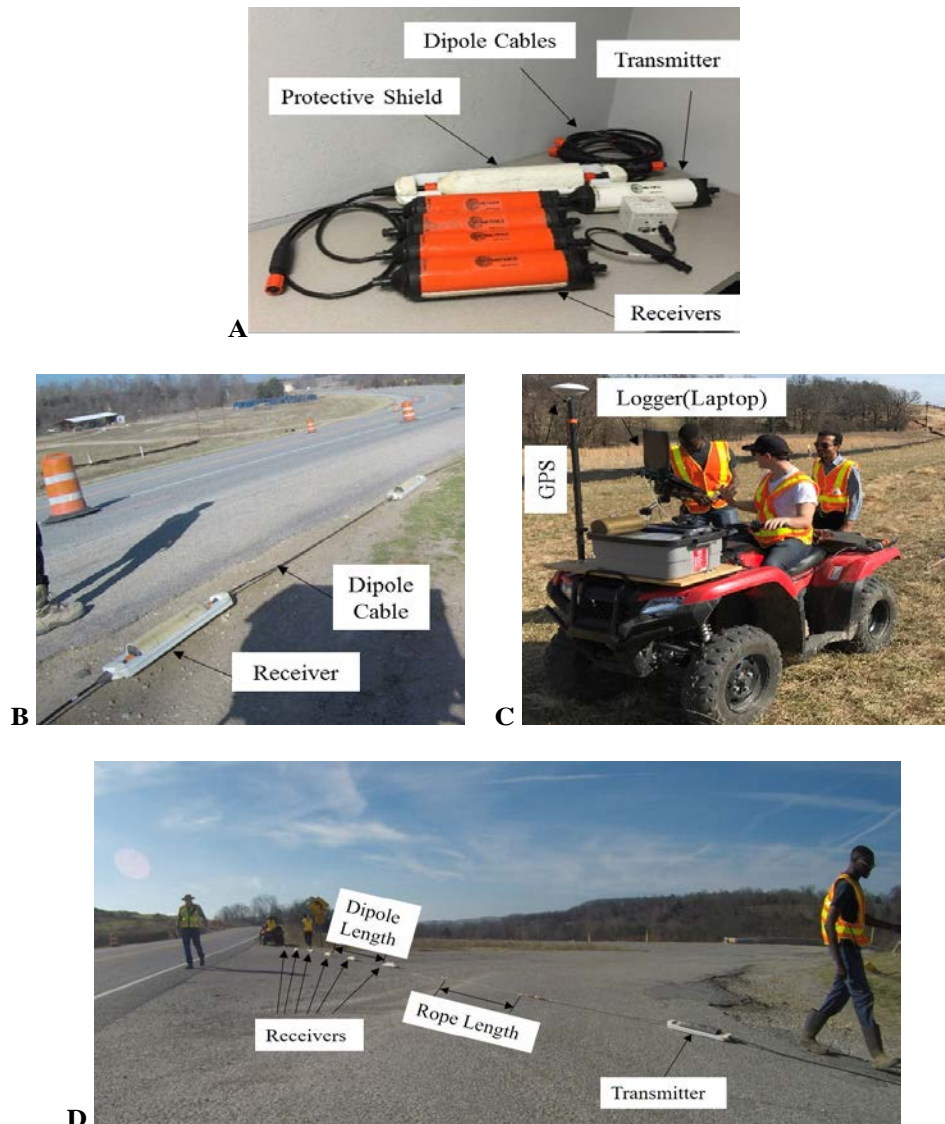 Dipole Cables
Transmitter
Protective Shield
Receivers
A
Logger(Laptop)
GPS
Dipole
Cable
Receiver
B
C
Dipole
Length
Rope Length
Receivers
Transmitter
D